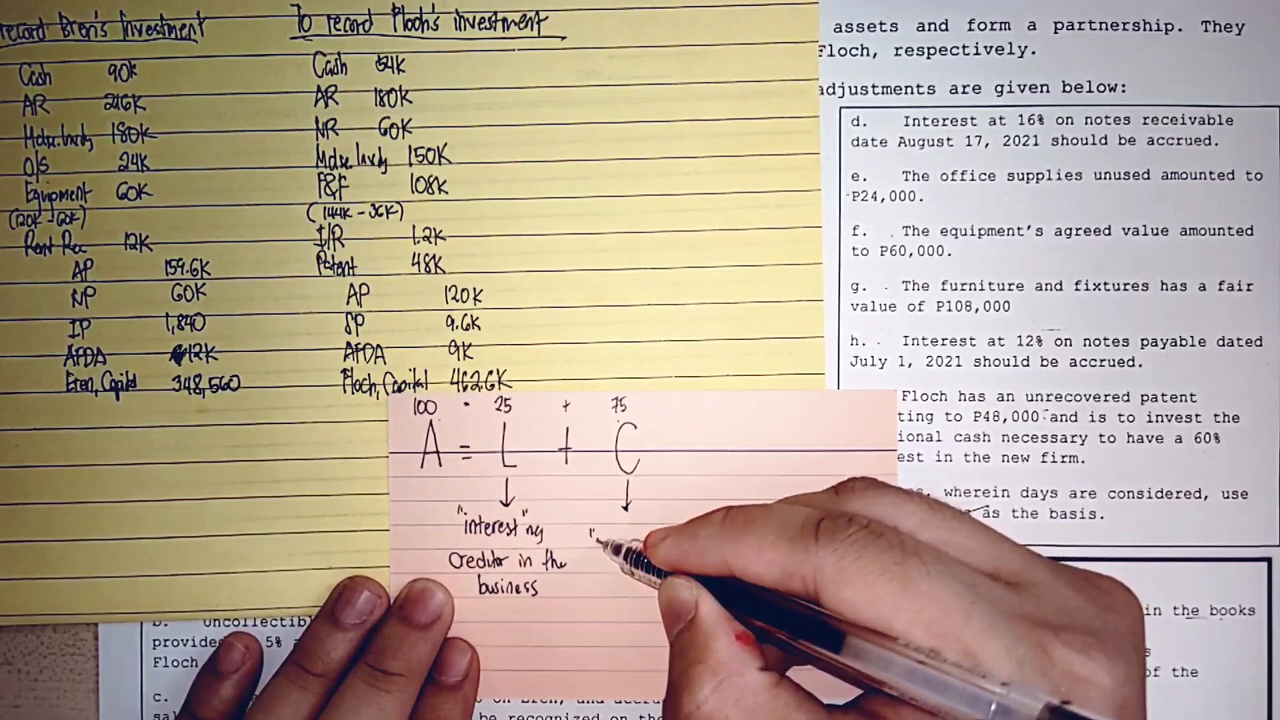 record Eren's Investment
Cash 90K
AR 216K
Mdse. Invty 180K
O/S 24K
Equipment 60K
(120K - 60K)
Rent Rec 12K
AP 159.6K
NP 60K
IP 1,840
AFDA 12K
Eren, Capital 348,560
To record Floch's investment
Cash 54K
AR 180K
NR 60K
Mdse Invty 150K
F&F 108K
(144K - 36K)
I/R 1.2K
Patent 48K
AP 120K
SP 9.6K
AFDA 9K
Floch, Capital 462.6K
100 = 25 + 75
A = L + C
"interest" ng
creditor in the
business
"
assets and form a partnership. They
Floch, respectively.
adjustments are given below:
d. Interest at 16% on notes receivable
date August 17, 2021 should be accrued.
e. The office supplies unused amounted to
P24,000.
f. The equipment's agreed value amounted
to P60,000.
g. The furniture and fixtures has a fair
value of P108,000
h. Interest at 12% on notes payable dated
July 1, 2021 should be accrued.
Floch has an unrecovered patent
ting to P48,000 and is to invest the
ional cash necessary to have a 60%
est in the new firm.
wherein days are considered, use
as the basis.
b. Uncollectib
provide 5%
Floch
c.
sal
be recognized on the
in the books
of the